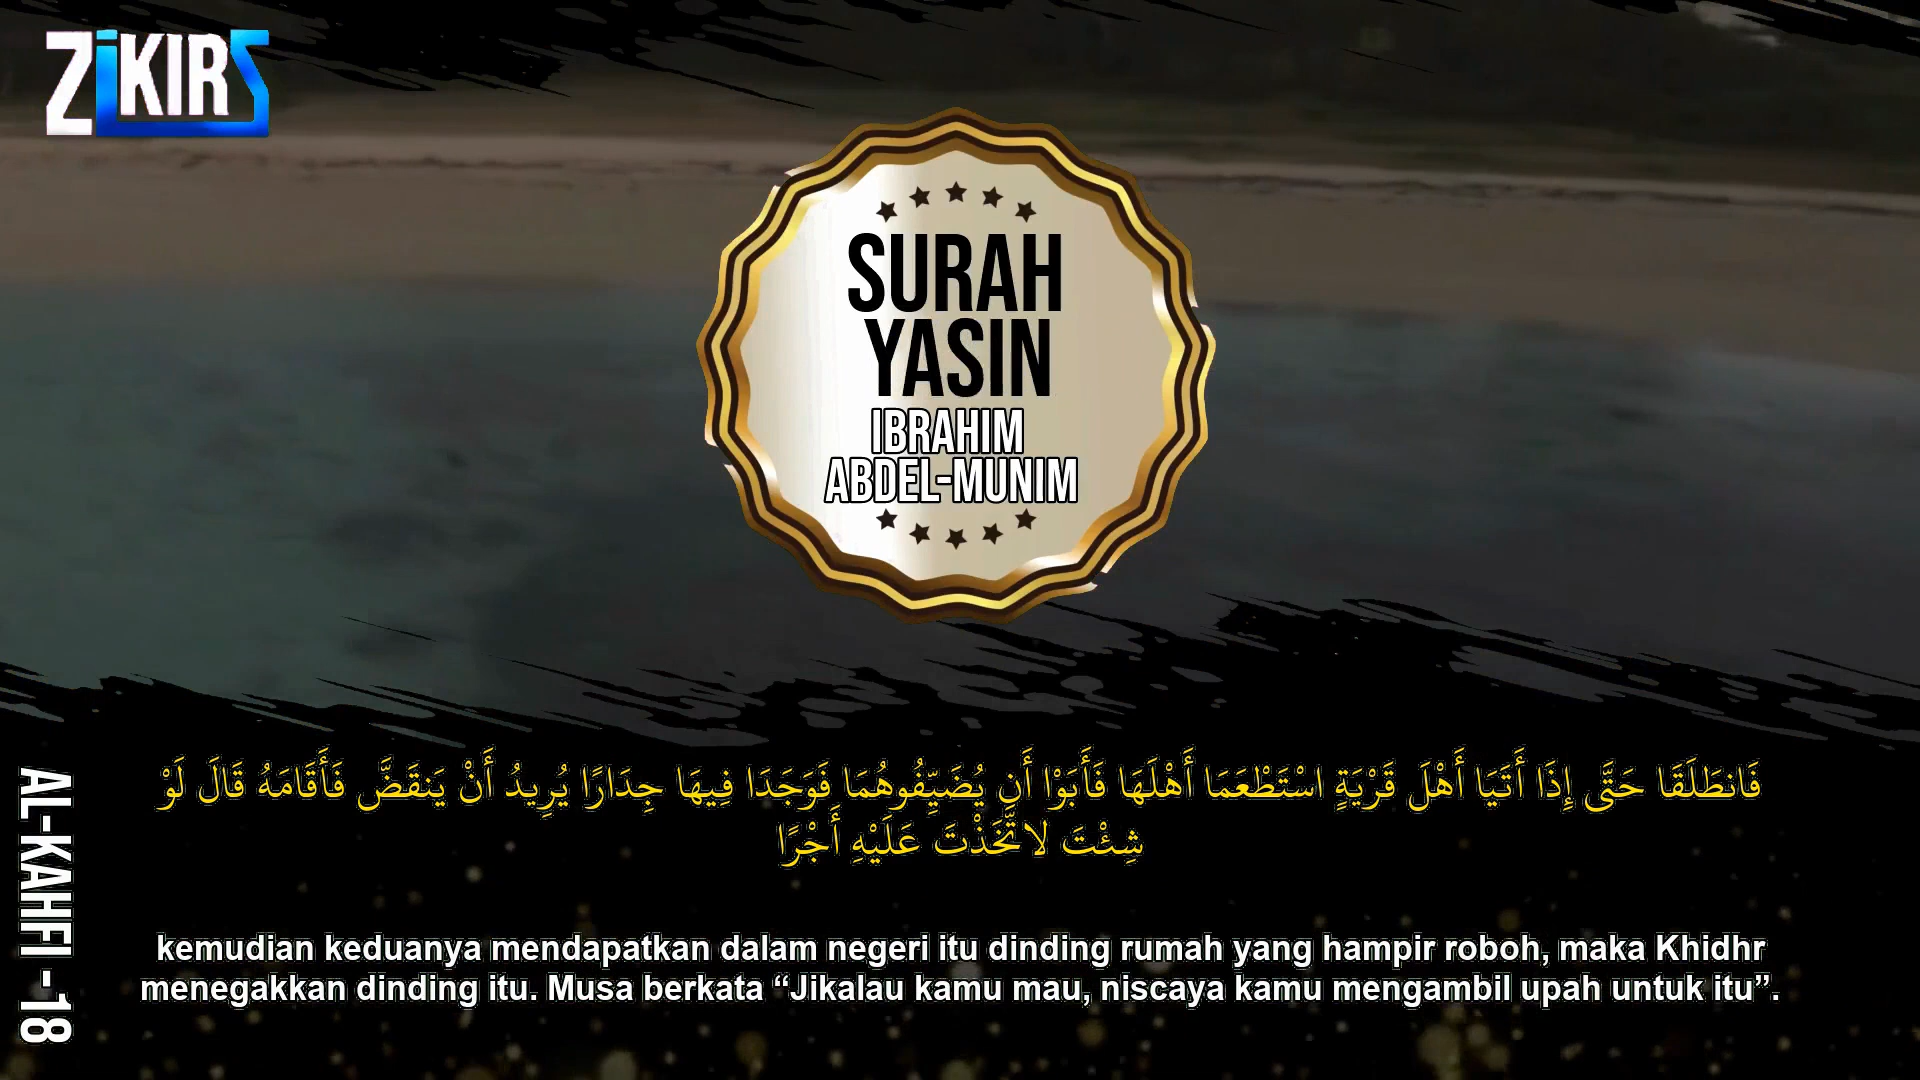 ZiKIRS
SURAH
YASIN
IBRAHIM
ABDEL-MUNIM
فَانطَلَقَا حَتَّى إِذَا أَتَيَا أَهْلَ قَرْيَةٍ اسْتَطْعَمَا أَهْلَهَا فَأَبَوْا أَن يُضَيِّفُوهُمَا فَوَجَدَا فِيهَا جِدَارًا يُرِيدُ أَنْ يَنقَضَّ فَأَقَامَهُ قَالَ لَوْ
شِئْتَ لاتَّخَذْتَ عَلَيْهِ أَجْرًا
kemudian keduanya mendapatkan dalam negeri itu dinding rumah yang hampir roboh, maka Khidhr
menegakkan dinding itu. Musa berkata “Jikalau kamu mau, niscaya kamu mengambil upah untuk itu”.
AL-KAHFI - 18